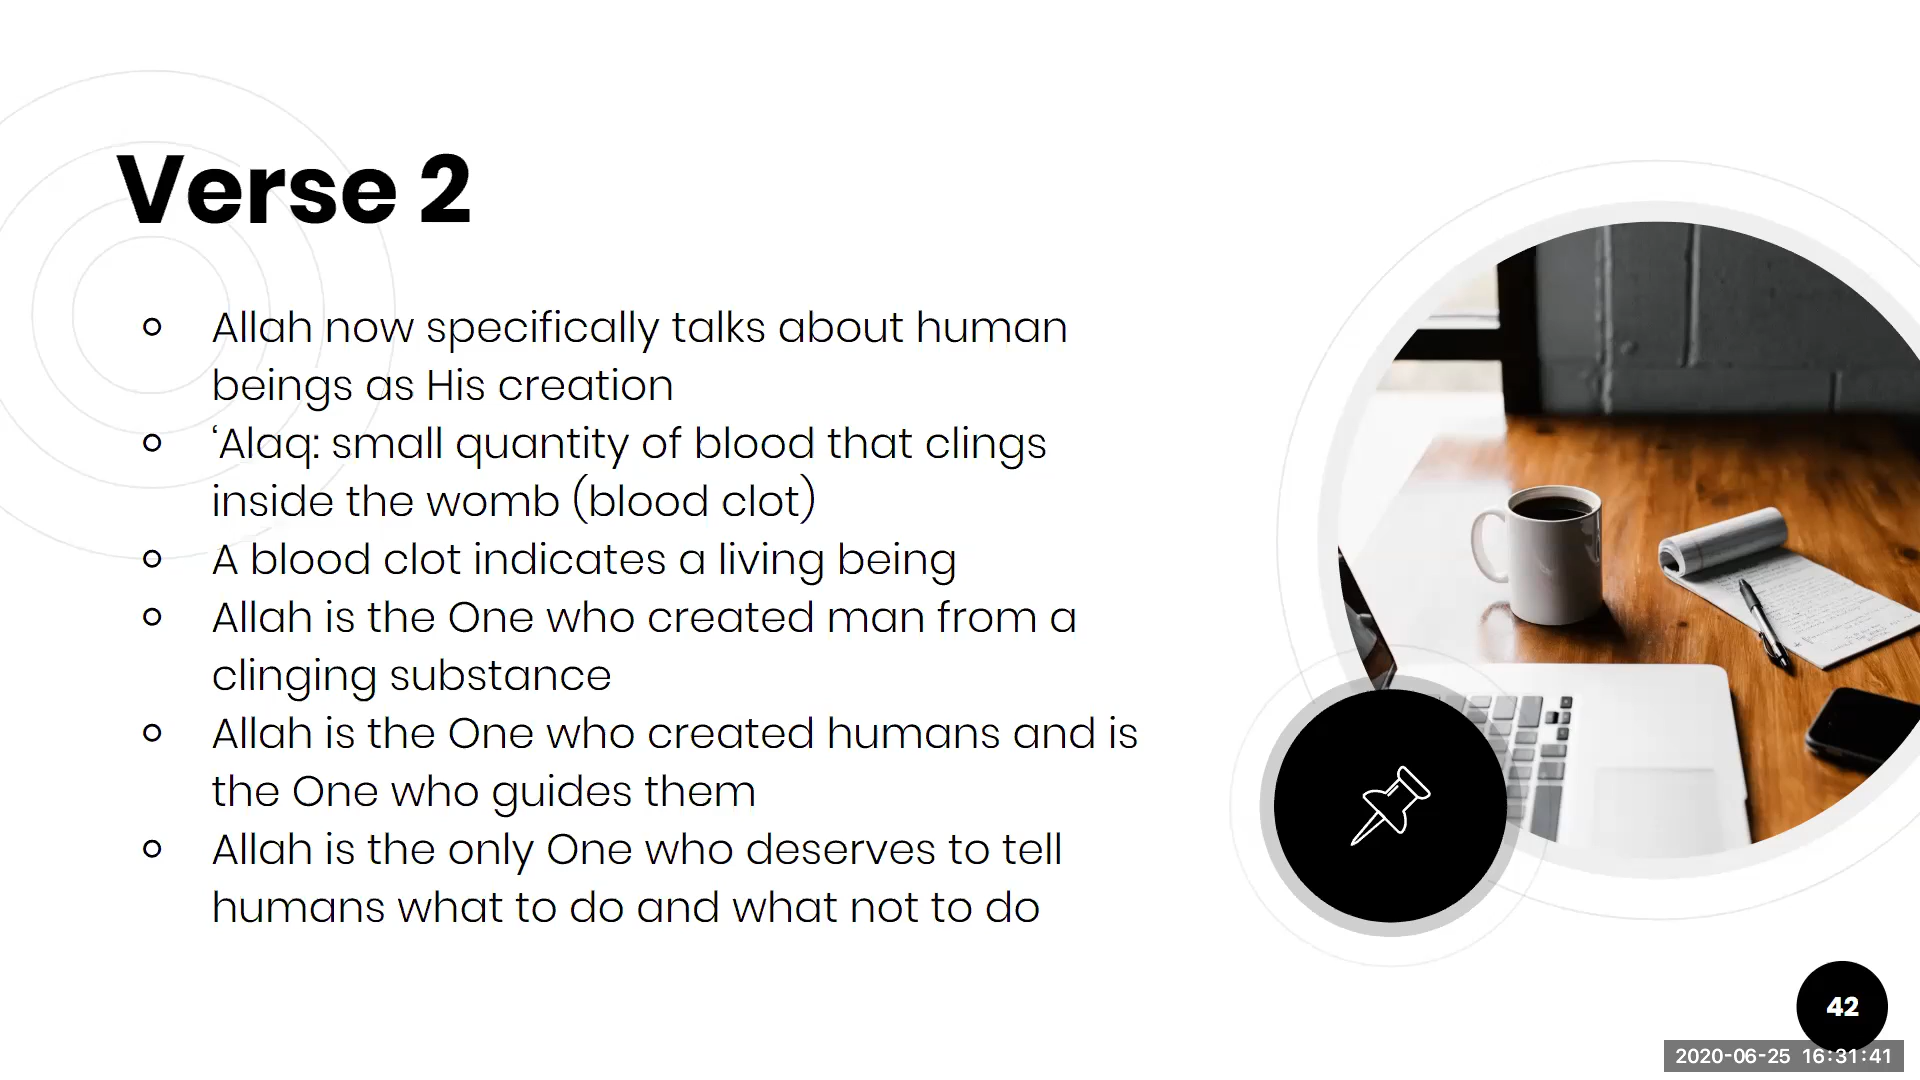 Verse 2
Allah now specifically talks about human
beings as His creation
‘Alaq: small quantity of blood that clings
inside the womb (blood clot)
A blood clot indicates a living being
Allah is the One who created man from a
clinging substance
Allah is the One who created humans and is
the One who guides them
Allah is the only One who deserves to tell
humans what to do and what not to do
42
2020-06-25 16:31:41